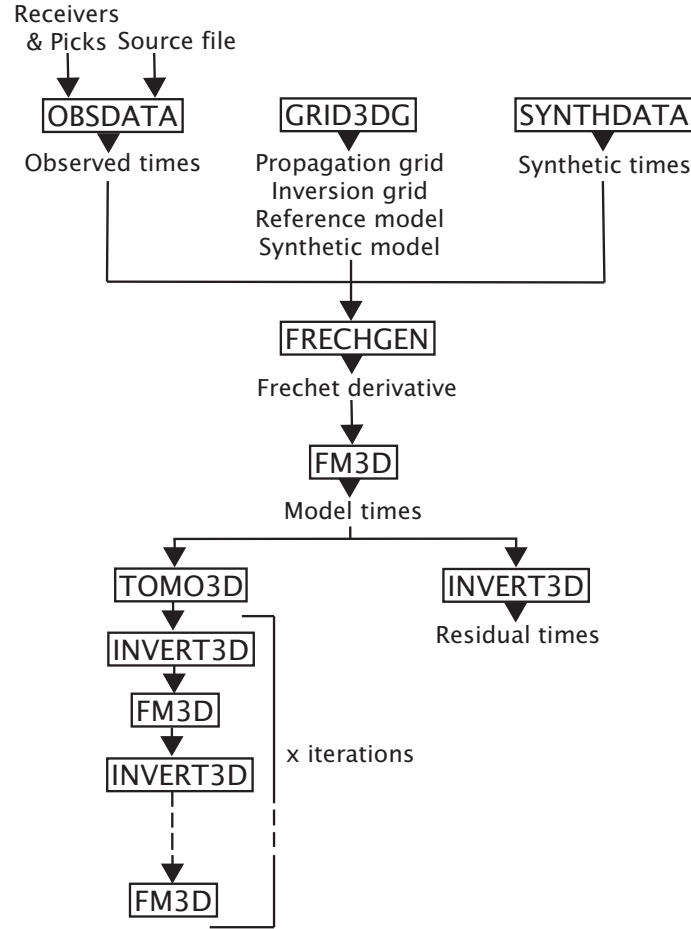 Receivers
& Picks
Source file
OBSDATA
GRID3DG
SYNTHDATA
Observed times
Propagation grid
Inversion grid
Reference model
Synthetic model
Synthetic times
FRECHGEN
Frechet derivative
FM3D
Model times
TOMO3D
INVERT3D
Residual times
INVERT3D
FM3D
INVERT3D
x iterations
FM3D